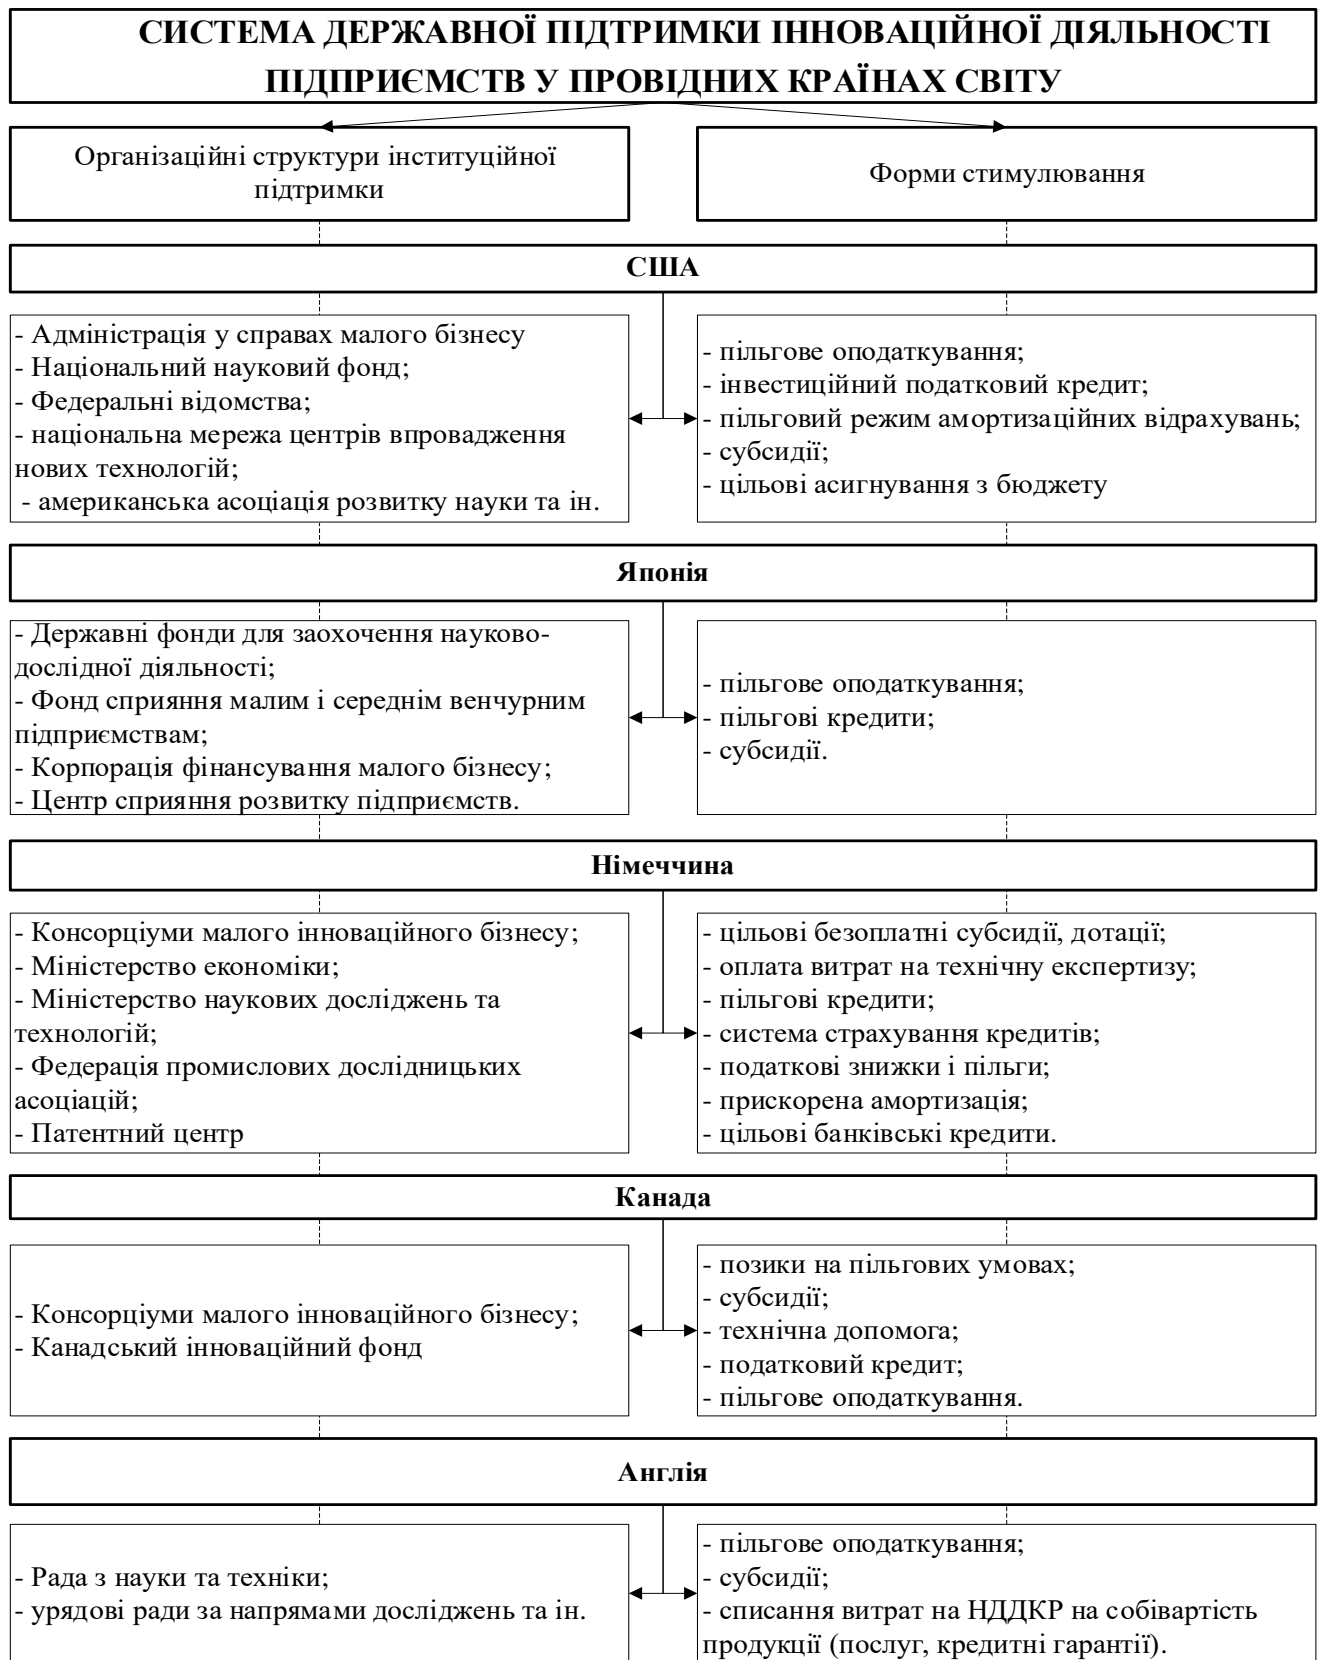 СИСТЕМА ДЕРЖАВНОЇ ПІДТРИМКИ ІННОВАЦІЙНОЇ ДІЯЛЬНОСТІ
ПІДПРИЄМСТВ У ПРОВІДНИХ КРАЇНАХ СВІТУ
Організаційні структури інституційної
підтримки
Форми стимулювання
США
- Адміністрація у справах малого бізнесу
- Національний науковий фонд;
- Федеральні відомства;
- національна мережа центрів впровадження
нових технологій;
- американська асоціація розвитку науки та ін.
- пільгове оподаткування;
- інвестиційний податковий кредит;
- пільговий режим амортизаційних відрахувань;
- субсидії;
- цільові асигнування з бюджету
Японія
- Державні фонди для заохочення науково-
дослідної діяльності;
- Фонд сприяння малим і середнім венчурним
підприємствам;
- Корпорація фінансування малого бізнесу;
- Центр сприяння розвитку підприємств.
- пільгове оподаткування;
- пільгові кредити;
- субсидії.
Німеччина
- Консорціуми малого інноваційного бізнесу;
- Міністерство економіки;
- Міністерство наукових досліджень та
технологій;
- Федерація промислових дослідницьких
асоціацій;
- Патентний центр
- цільові безоплатні субсидії, дотації;
- оплата витрат на технічну експертизу;
- пільгові кредити;
- система страхування кредитів;
- податкові знижки і пільги;
- прискорена амортизація;
- цільові банківські кредити.
Канада
- Консорціуми малого інноваційного бізнесу;
- Канадський інноваційний фонд
- позики на пільгових умовах;
- субсидії;
- технічна допомога;
- податковий кредит;
- пільгове оподаткування.
Англія
- Рада з науки та техніки;
- урядові ради за напрямами досліджень та ін.
- пільгове оподаткування;
- субсидії;
- списання витрат на НДДКР на собівартість
продукції (послуг, кредитні гарантії).